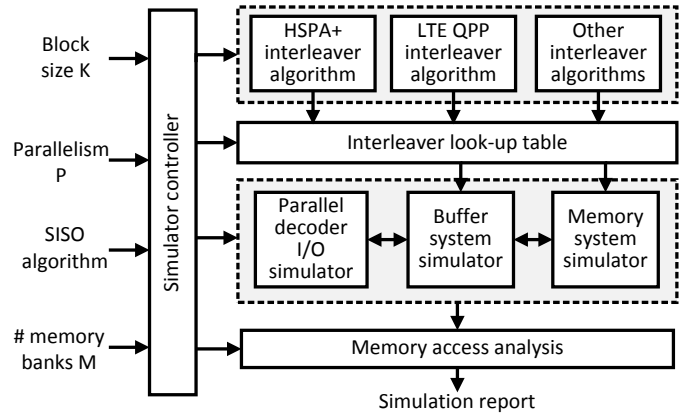 Block
size K
Parallelism
P
SISO
algorithm
# memory
banks M
Simulator controller
HSPA+
interleaver
algorithm
LTE QPP
interleaver
algorithm
Other
interleaver
algorithms
Interleaver look-up table
Parallel
decoder
I/O
simulator
Buffer
system
simulator
Memory
system
simulator
Memory access analysis
Simulation report